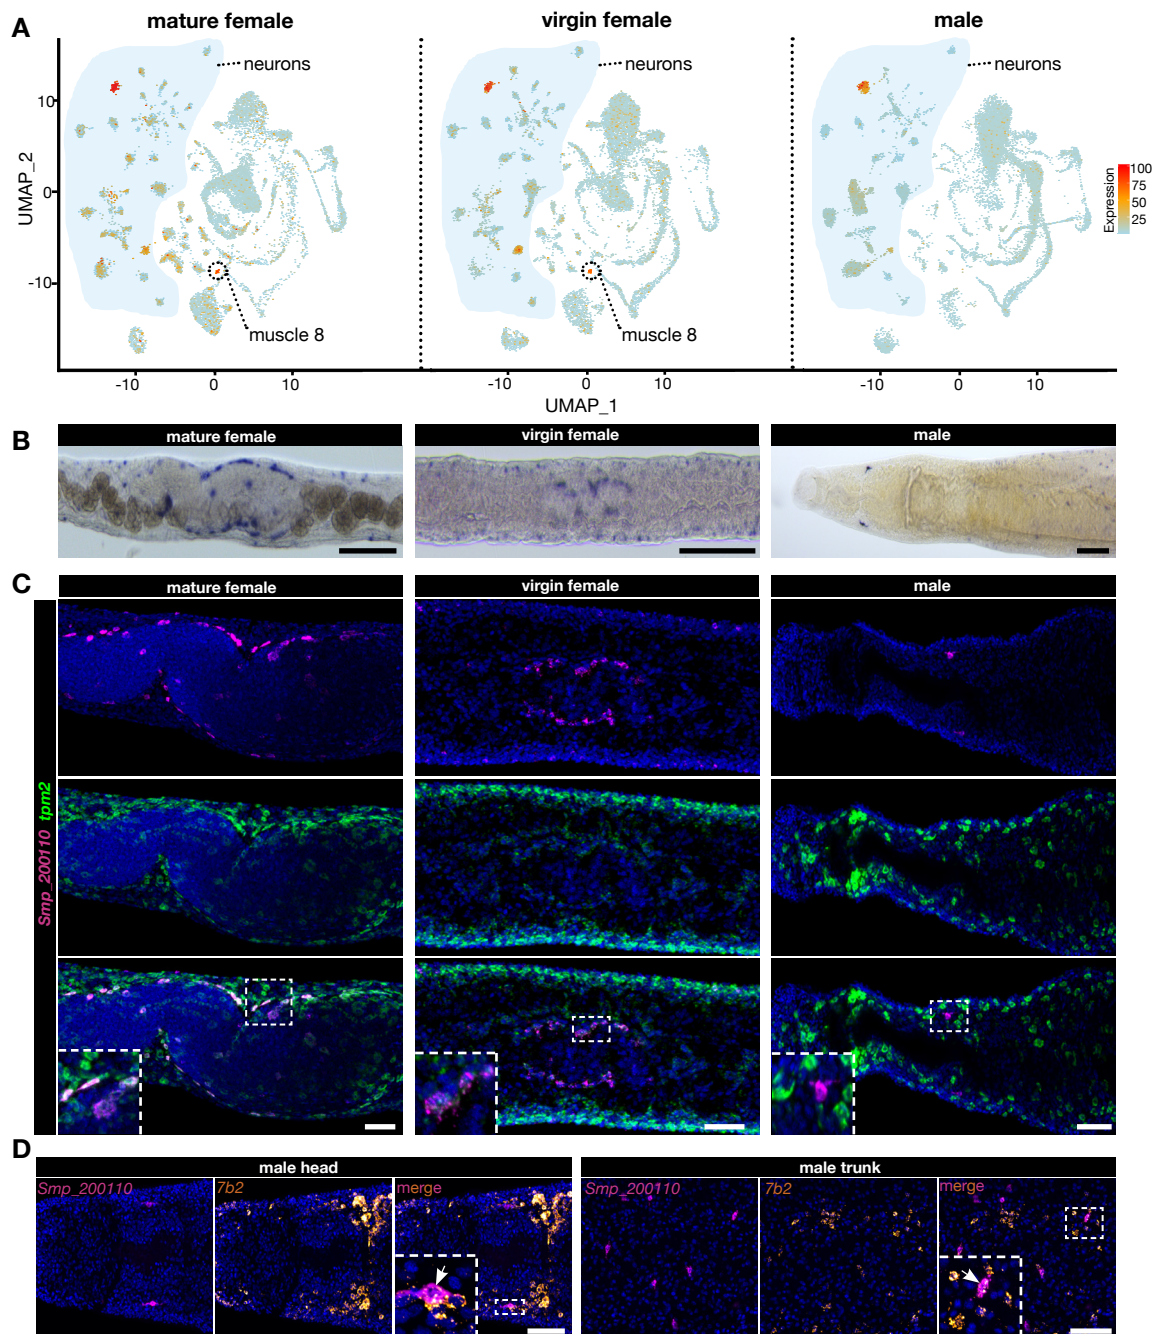 A
mature female
virgin female
male
neurons
neurons
neurons
10
0
-10
UMAP_2
muscle 8
muscle 8
Expression
100
75
50
25
-10
0
10
-10
0
10
-10
0
10
UMAP_1
B
mature female
virgin female
male
C
mature female
virgin female
male
Smp_200110 tpm2
D
male head
male trunk
Smp_200110
7b2
merge
Smp_200110
7b2
merge